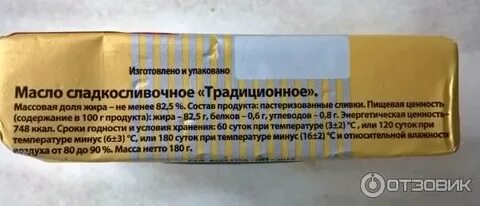 Изготовлено и упаковано
Масло сладкосливочное «Традиционное».
Массовая доля жира – не менее 82,5 %. Состав продукта: пастеризованные сливки. Пищевая ценность
(содержание в 100 г продукта): жира – 82,5 г, белков – 0,6 г, углеводов – 0,8 г. Энергетическая ценность-
748 ккал. Сроки годности и условия хранения: 60 суток при температуре (3±2) °С, или 120 суток при
температуре минус (6±3) °С, или 180 суток при температуре минус (16±2) °С и относительной влажности
воздуха от 80 до 90 %. Масса нетто 180 г.
ОТЗОВИК